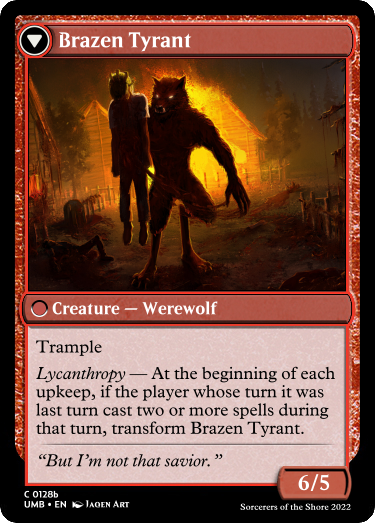 Brazen Tyrant
Creature — Werewolf
Trample
Lycanthropy — At the beginning of each
upkeep, if the player whose turn it was
last turn cast two or more spells during
that turn, transform Brazen Tyrant.
“But I’m not that savior.”
6/5
C 0128b
UMB • EN Jaqen Art
Sorcerers of the Shore 2022